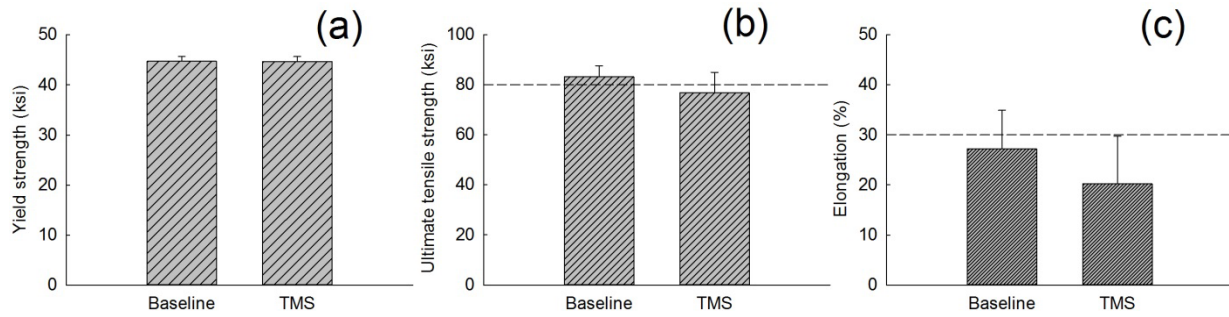 (a)
Yield strength (ksi)
50
40
30
20
10
0
Baseline TMS
(b)
Ultimate tensile strength (ksi)
100
80
60
40
20
0
Baseline TMS
(c)
Elongation (%)
50
40
30
20
10
0
Baseline TMS